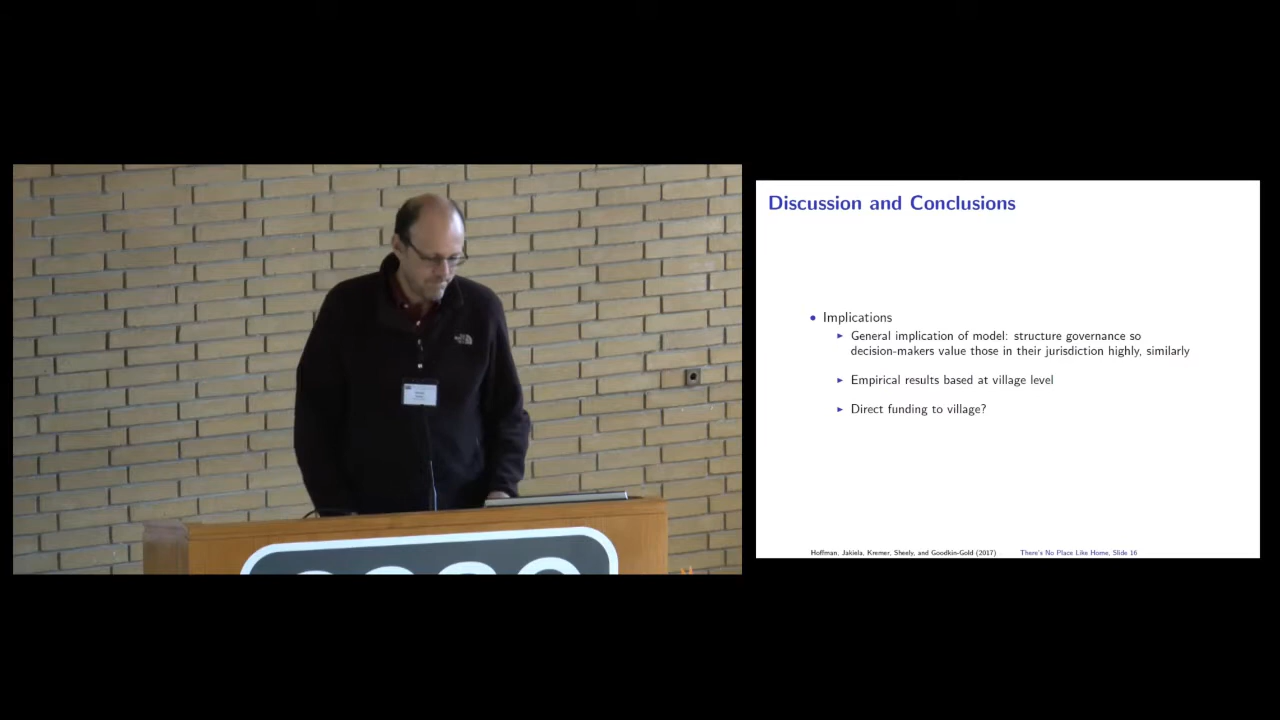 Discussion and Conclusions
• Implications
▶ General implication of model: structure governance so
decision-makers value those in their jurisdiction highly, similarly
▶ Empirical results based at village level
▶ Direct funding to village?
Hoffman, Jakiela, Kremer, Sheely, and Goodkin-Gold (2017) There's No Place Like Home, Slide 16